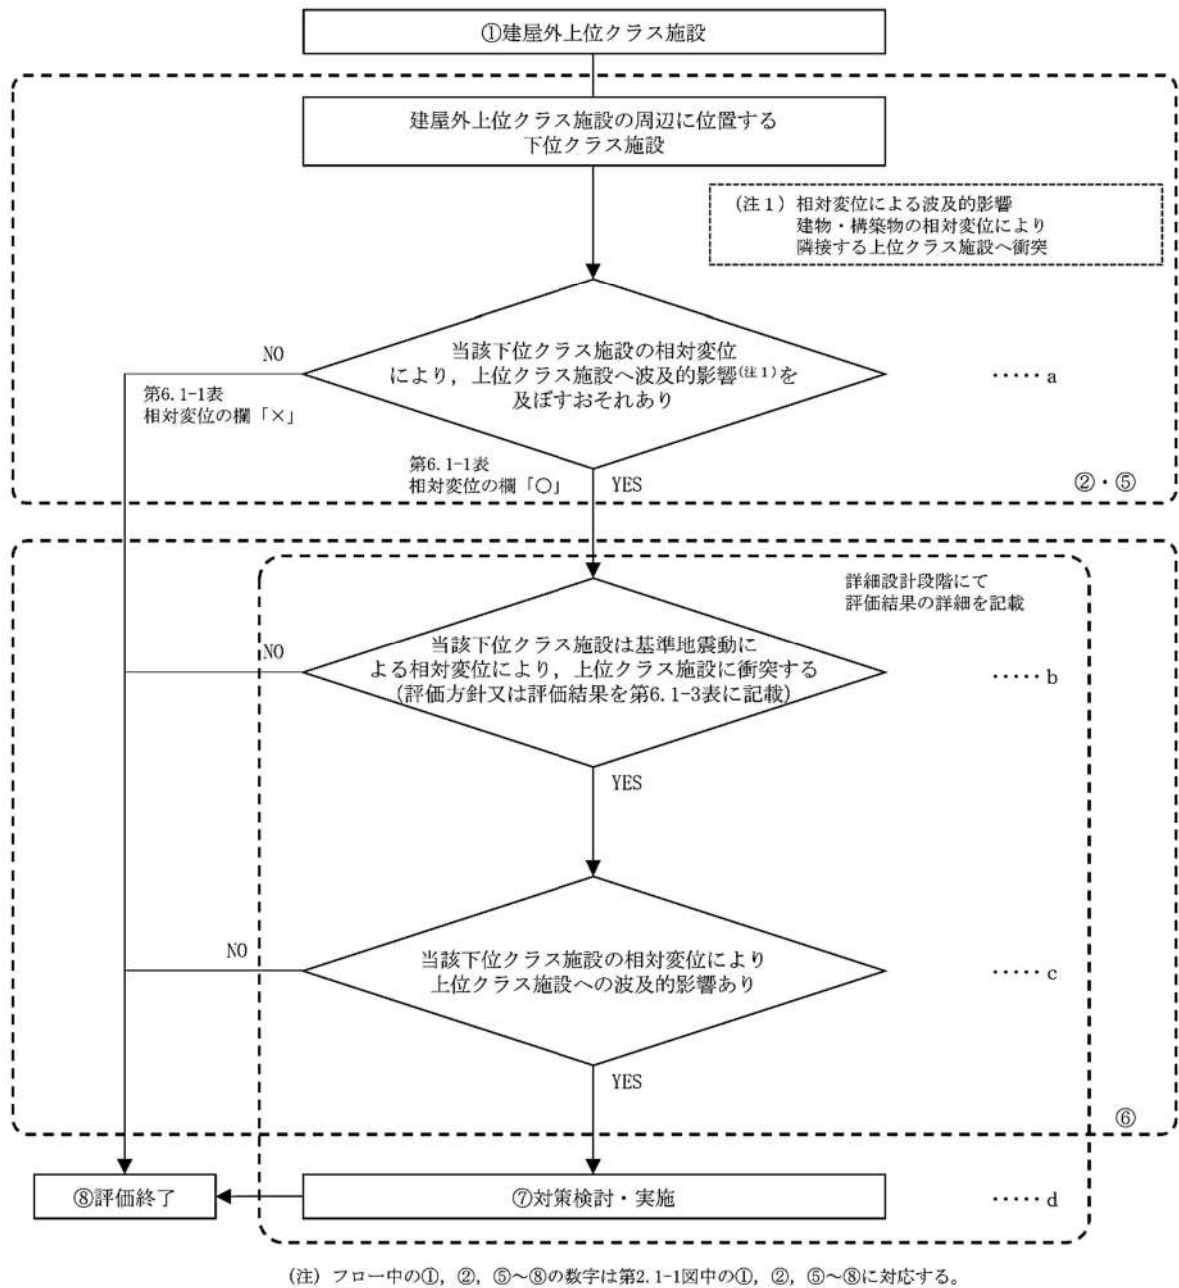 ①建屋外上位クラス施設
建屋外上位クラス施設の周辺に位置する
下位クラス施設
(注1) 相対変位による波及的影響
建物・構築物の相対変位により
隣接する上位クラス施設へ衝突
当該下位クラス施設の相対変位
により，上位クラス施設へ波及的影響(注1)を
及ぼすおそれあり
‥‥‥a
NO
第6.1-1表
相対変位の欄「×」
第6.1-1表
相対変位の欄「○」
YES
②・⑤
詳細設計段階にて
評価結果の詳細を記載
当該下位クラス施設は基準地震動に
よる相対変位により，上位クラス施設に衝突する
(評価方針又は評価結果を第6.1-3表に記載)
NO
‥‥‥b
YES
当該下位クラス施設の相対変位により
上位クラス施設への波及的影響あり
NO
‥‥‥c
YES
⑥
⑧評価終了
⑦対策検討・実施
‥‥‥d
(注) フロー中の①，②，⑤～⑧の数字は第2.1-1図中の①，②，⑤～⑧に対応する。